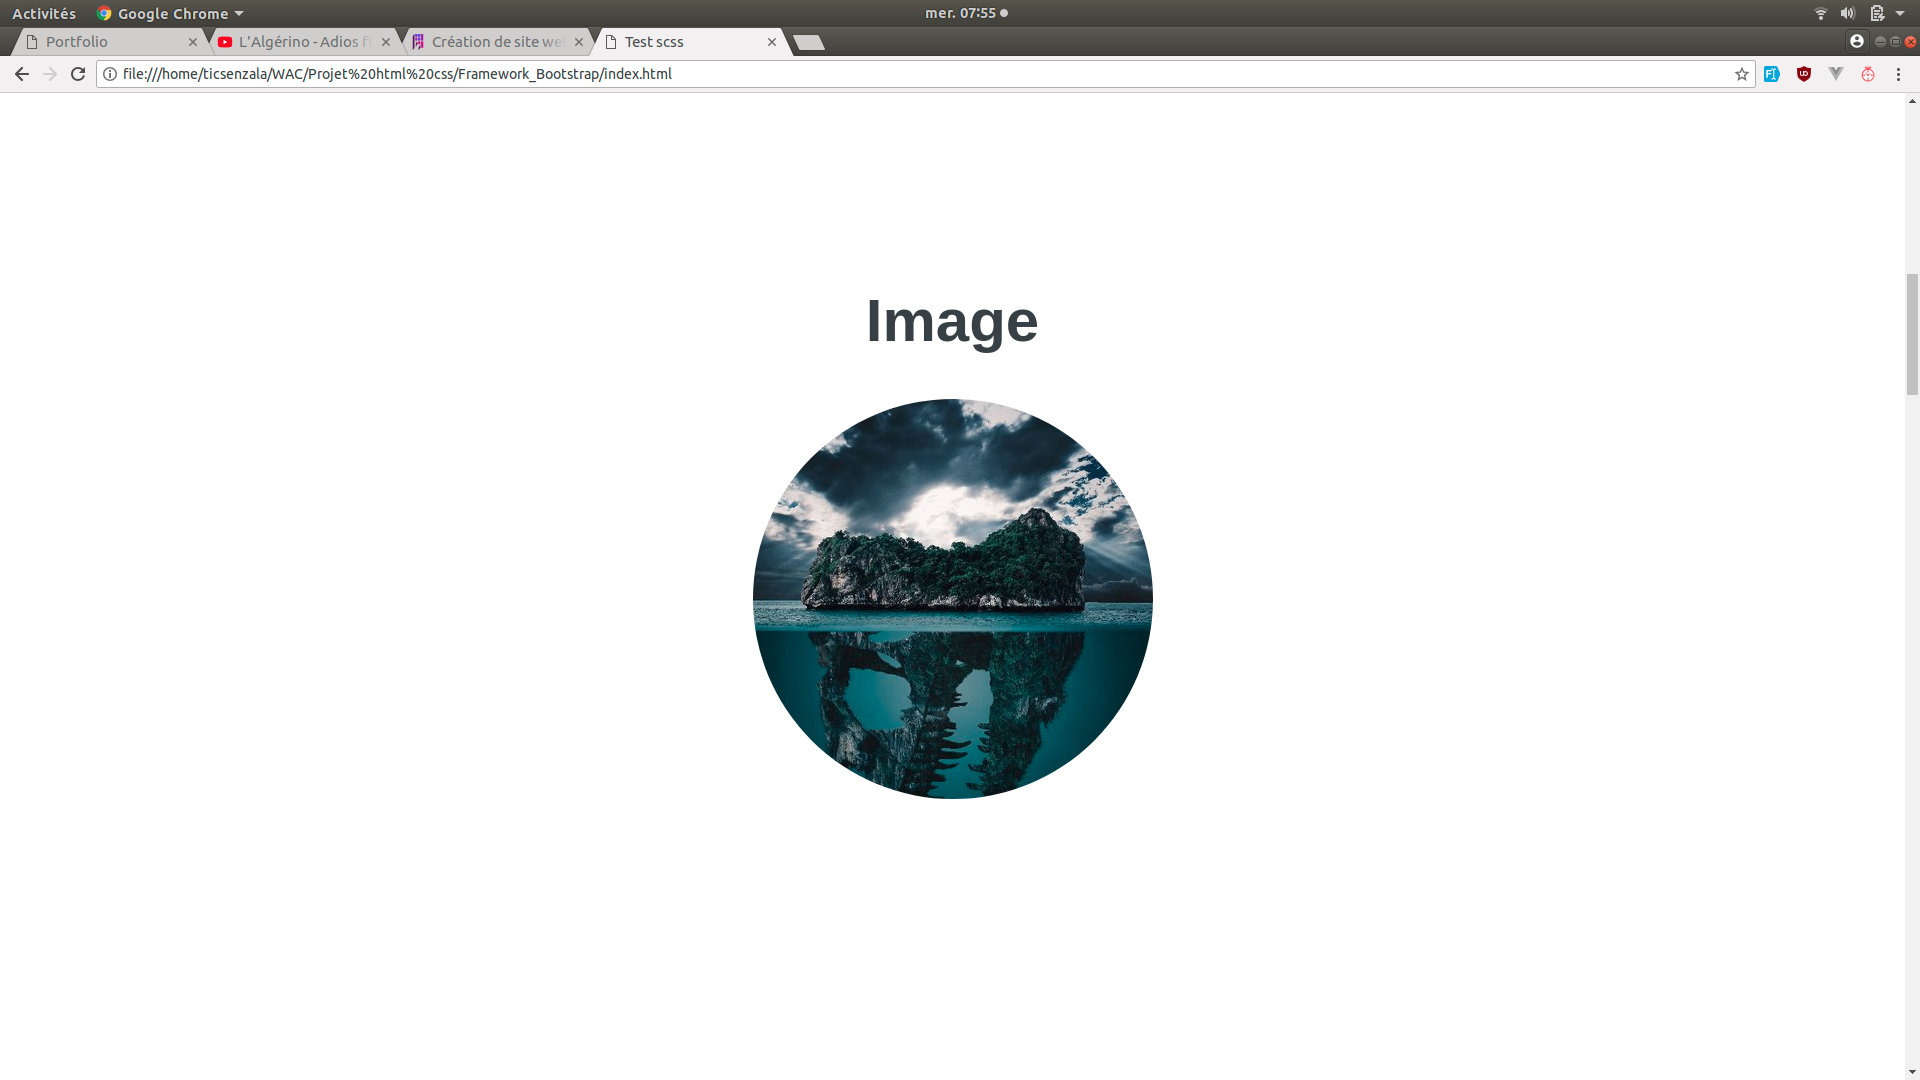 Activités Google Chrome mer. 07:55
Portfolio L'Algérino - Adios f Création de site we Test scss
file:///home/ticsenzala/WAC/Projet%20html%20css/Framework_Bootstrap/index.html
Image